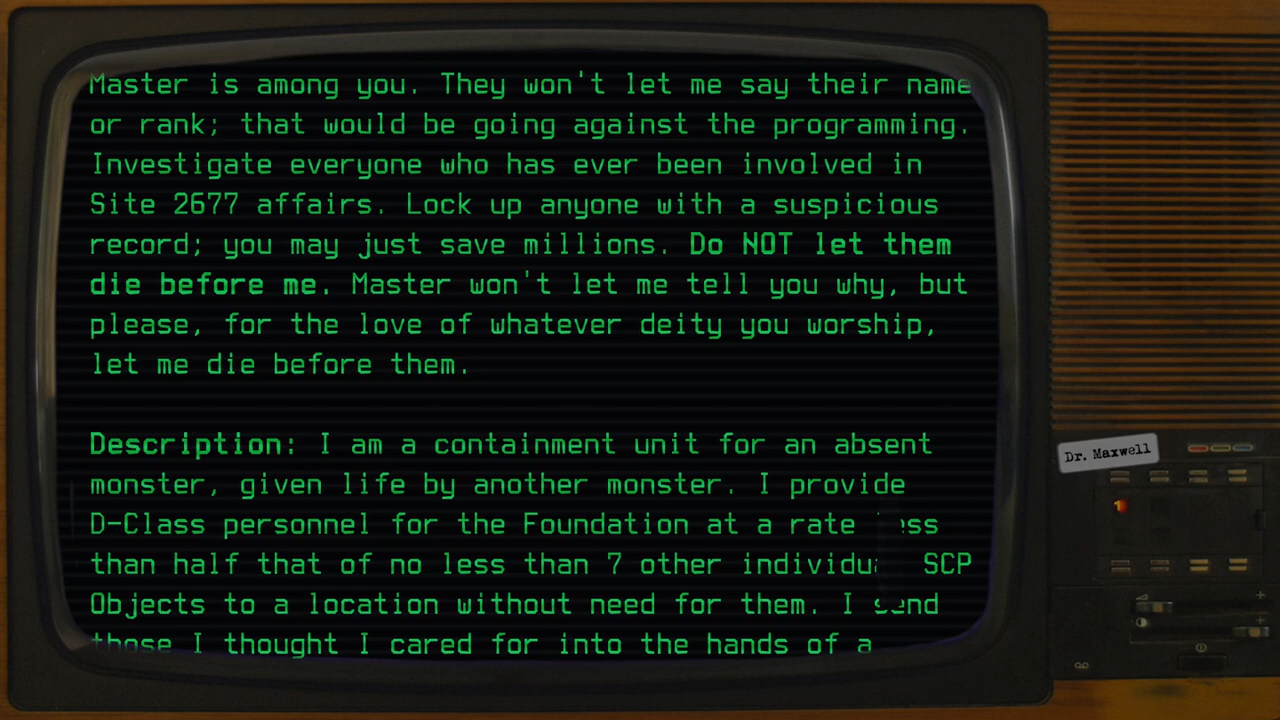 Master is among you. They won't let me say their name
or rank; that would be going against the programming.
Investigate everyone who has ever been involved in
Site 2677 affairs. Lock up anyone with a suspicious
record; you may just save millions. Do NOT let them
die before me. Master won't let me tell you why, but
please, for the love of whatever deity you worship,
let me die before them.
Description: I am a containment unit for an absent
monster, given life by another monster. I provide
D-Class personnel for the Foundation at a rate less
than half that of no less than 7 other individual SCP
Objects to a location without need for them. I send
those I thought I cared for into the hands of a
Dr. Maxwell
1